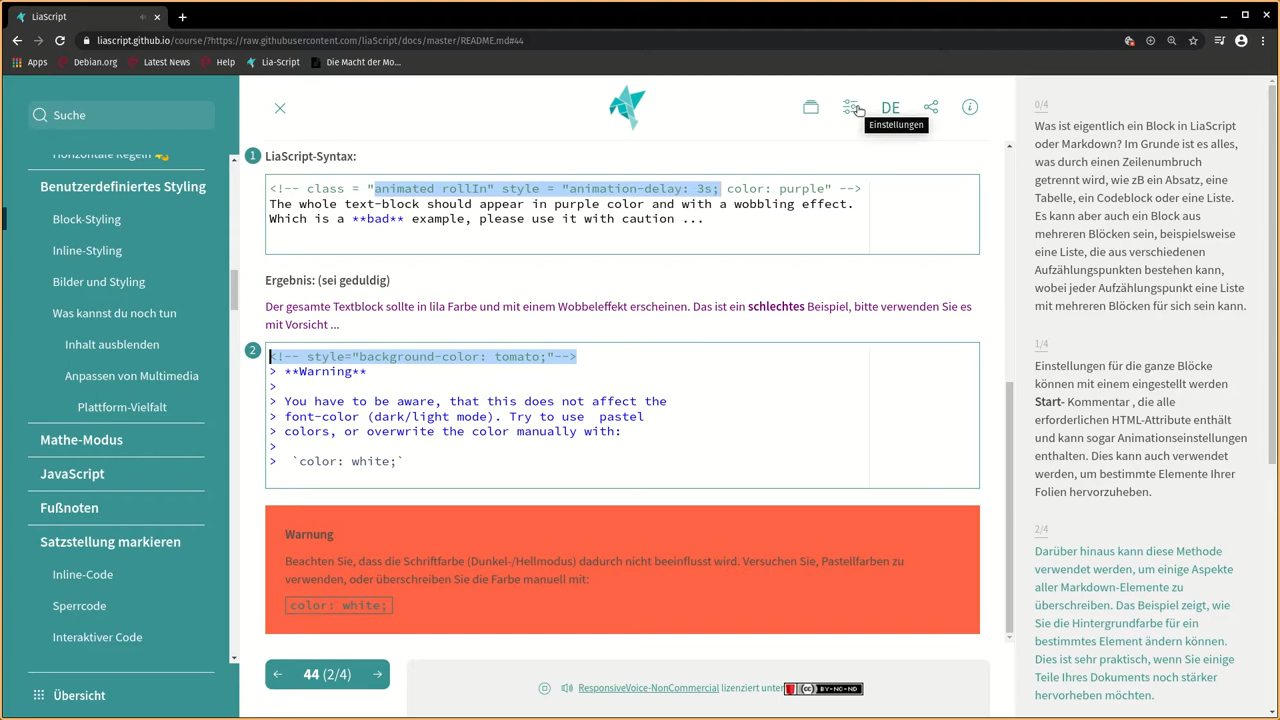 LiaScript
liascript.github.io/course/?https://raw.githubusercontent.com/liaScript/docs/master/README.md#44
Apps
Debian.org
Latest News
Help
Lia-Script
Die Macht der Mo...
Suche
Horizontale Regeln
Benutzerdefiniertes Styling
Block-Styling
Inline-Styling
Bilder und Styling
Was kannst du noch tun
Inhalt ausblenden
Anpassen von Multimedia
Plattform-Vielfalt
Mathe-Modus
JavaScript
Fußnoten
Satzstellung markieren
Inline-Code
Sperrcode
Interaktiver Code
Übersicht
DE
Einstellungen
1
LiaScript-Syntax:
<!-- class = "animated rollIn" style = "animation-delay: 3s; color: purple" -->
The whole text-block should appear in purple color and with a wobbling effect.
Which is a **bad** example, please use it with caution ...
Ergebnis: (sei geduldig)
Der gesamte Textblock sollte in lila Farbe und mit einem Wobbeleffekt erscheinen. Das ist ein schlechtes Beispiel, bitte verwenden Sie es
mit Vorsicht ...
2
<!-- style="background-color: tomato;"-->
> **Warning**
>
> You have to be aware, that this does not affect the
> font-color (dark/light mode). Try to use  pastel
> colors, or overwrite the color manually with:
>
>  `color: white;`
Warnung
Beachten Sie, dass die Schriftfarbe (Dunkel-/Hellmodus) dadurch nicht beeinflusst wird. Versuchen Sie, Pastellfarben zu
verwenden, oder überschreiben Sie die Farbe manuell mit:
color: white;
44 (2/4)
ResponsiveVoice-NonCommercial lizenziert unter
cc BY-NC-ND
0/4
Was ist eigentlich ein Block in LiaScript
oder Markdown? Im Grunde ist es alles,
was durch einen Zeilenumbruch
getrennt wird, wie zB ein Absatz, eine
Tabelle, ein Codeblock oder eine Liste.
Es kann aber auch ein Block aus
mehreren Blöcken sein, beispielsweise
eine Liste, die aus verschiedenen
Aufzählungspunkten bestehen kann,
wobei jeder Aufzählungspunkt eine Liste
mit mehreren Blöcken für sich sein kann.
1/4
Einstellungen für die ganze Blöcke
können mit einem eingestellt werden
Start- Kommentar , die alle
erforderlichen HTML-Attribute enthält
und kann sogar Animationseinstellungen
enthalten. Dies kann auch verwendet
werden, um bestimmte Elemente Ihrer
Folien hervorzuheben.
2/4
Darüber hinaus kann diese Methode
verwendet werden, um einige Aspekte
aller Markdown-Elemente zu
überschreiben. Das Beispiel zeigt, wie
Sie die Hintergrundfarbe für ein
bestimmtes Element ändern können.
Dies ist sehr praktisch, wenn Sie einige
Teile Ihres Dokuments noch stärker
hervorheben möchten.